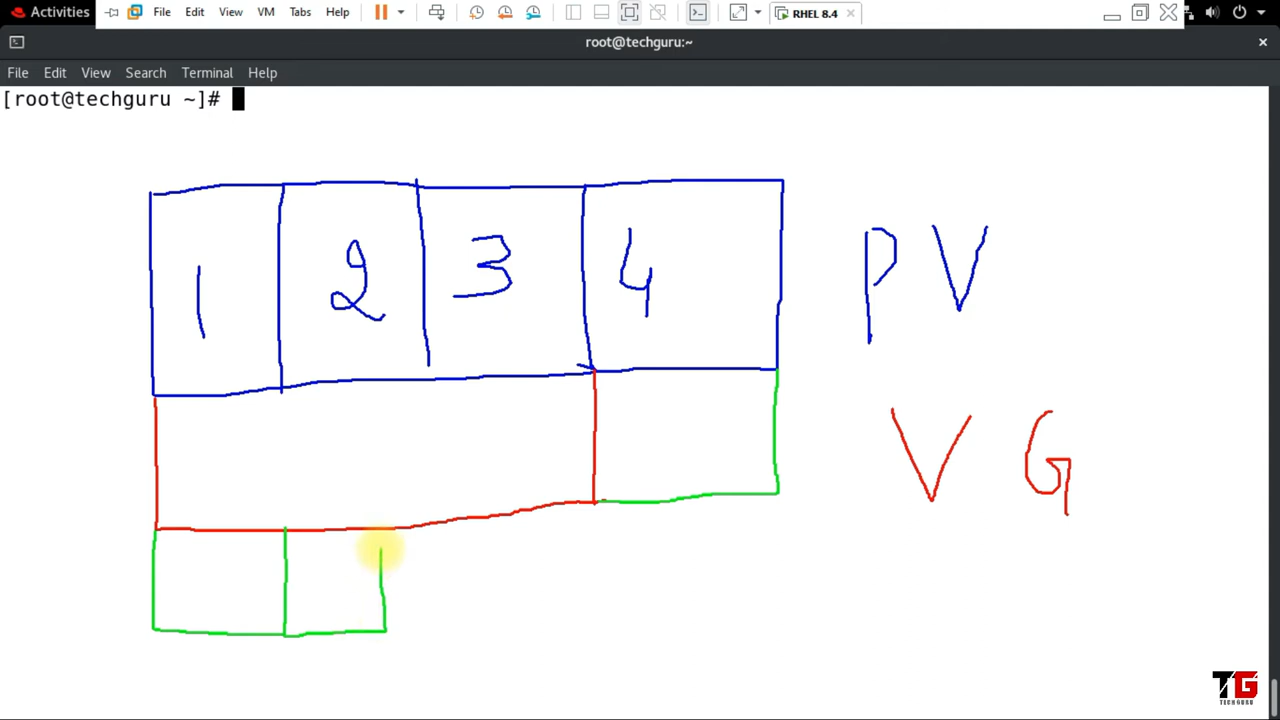 Activities File Edit View VM Tabs Help RHEL 8.4
root@techguru:~
File Edit View Search Terminal Help
[root@techguru ~]#
1 2 3 4 PV
VG
TG
TECHGURU